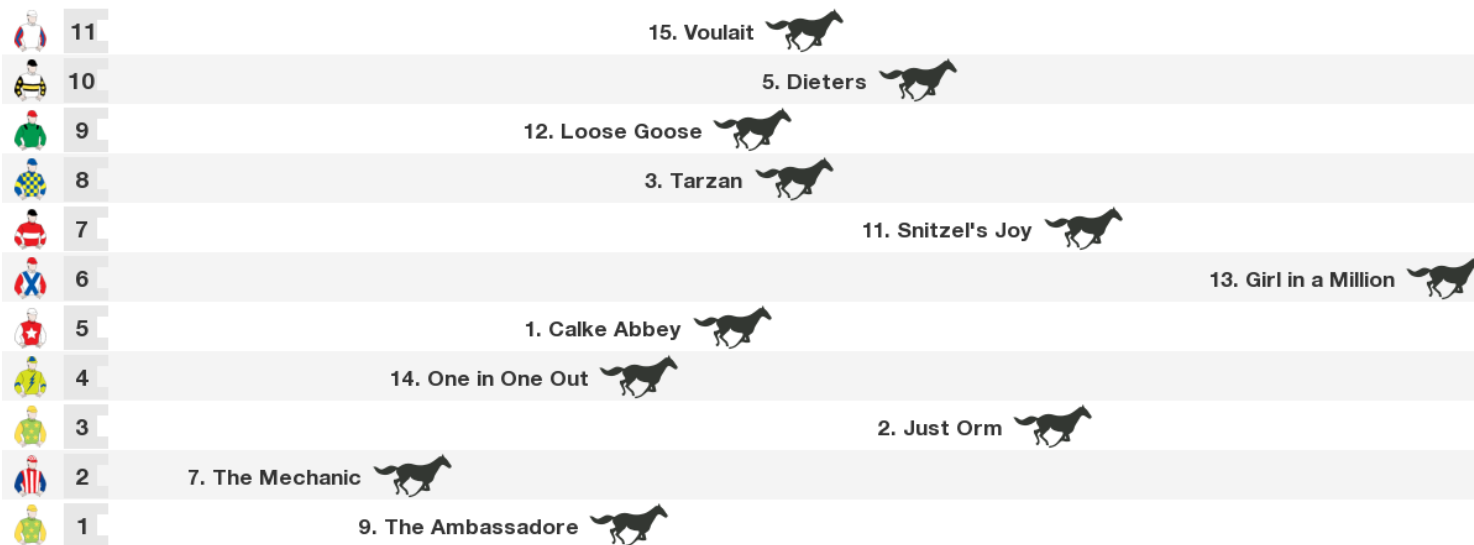 11 15. Voulait
10 5. Dieters
9 12. Loose Goose
8 3. Tarzan
7 11. Snitzel's Joy
6 13. Girl in a Million
5 1. Calke Abbey
4 14. One in One Out
3 2. Just Orm
2 7. The Mechanic
1 9. The Ambassadore